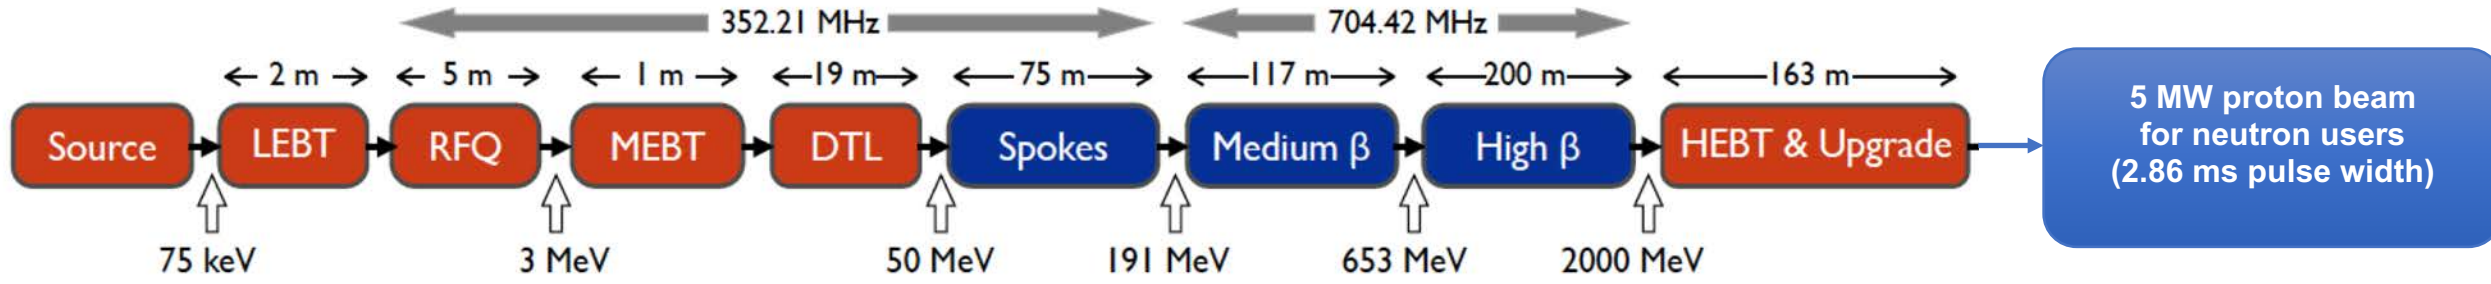 352.21 MHz
704.42 MHz
2 m
5 m
1 m
19 m
75 m
117 m
200 m
163 m
Source
LEBT
RFQ
MEBT
DTL
Spokes
Medium β
High β
HEBT & Upgrade
5 MW proton beam
for neutron users
(2.86 ms pulse width)
75 keV
3 MeV
50 MeV
191 MeV
653 MeV
2000 MeV